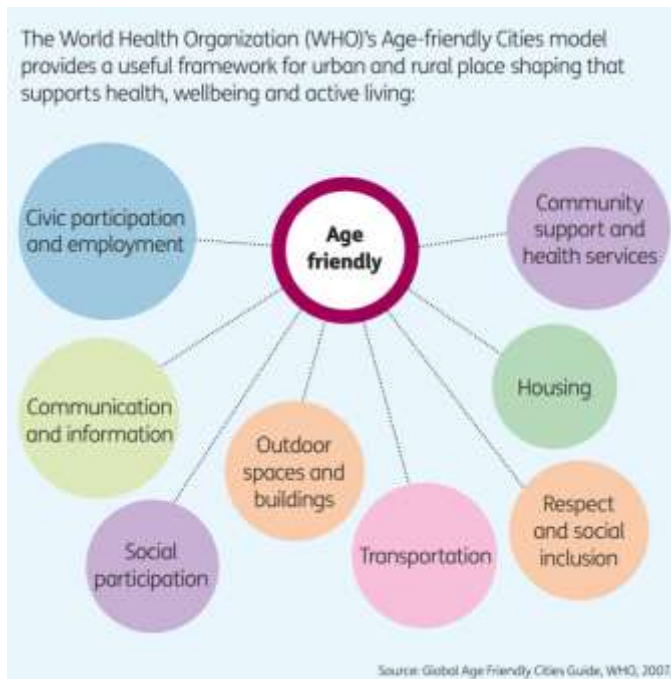 The World Health Organization (WHO)'s Age-friendly Cities model
provides a useful framework for urban and rural place shaping that
supports health, wellbeing and active living:
Civic participation
and employment
Age
friendly
Community
support and
health services
Communication
and information
Housing
Outdoor
spaces and
buildings
Social
participation
Transportation
Respect
and social
inclusion
Source: Global Age Friendly Cities Guide, WHO, 2007